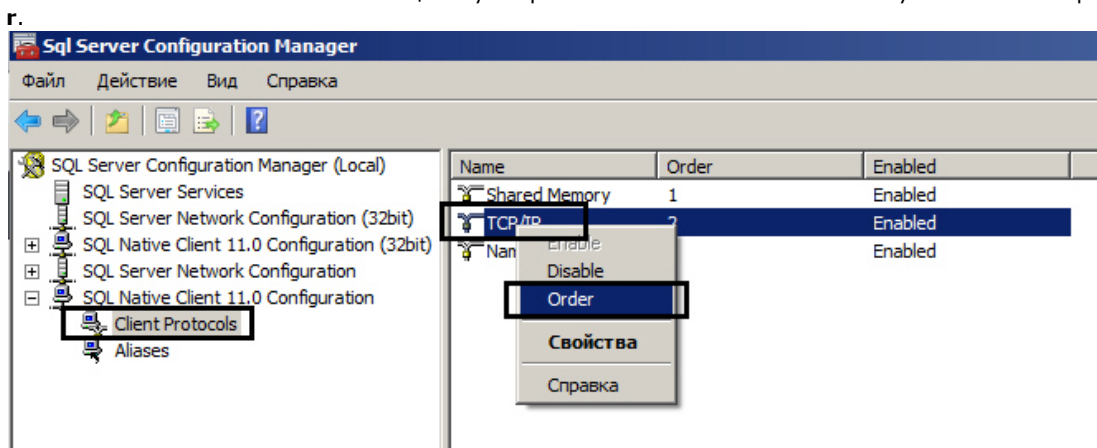 r.
Sql Server Configuration Manager
Файл Действие Вид Справка
SQL Server Configuration Manager (Local)
SQL Server Services
SQL Server Network Configuration (32bit)
SQL Native Client 11.0 Configuration (32bit)
SQL Server Network Configuration
SQL Native Client 11.0 Configuration
Client Protocols
Aliases
Name Order Enabled
Shared Memory 1 Enabled
TCP/IP 2 Enabled
Enabled
Enable
Disable
Order
Свойства
Справка